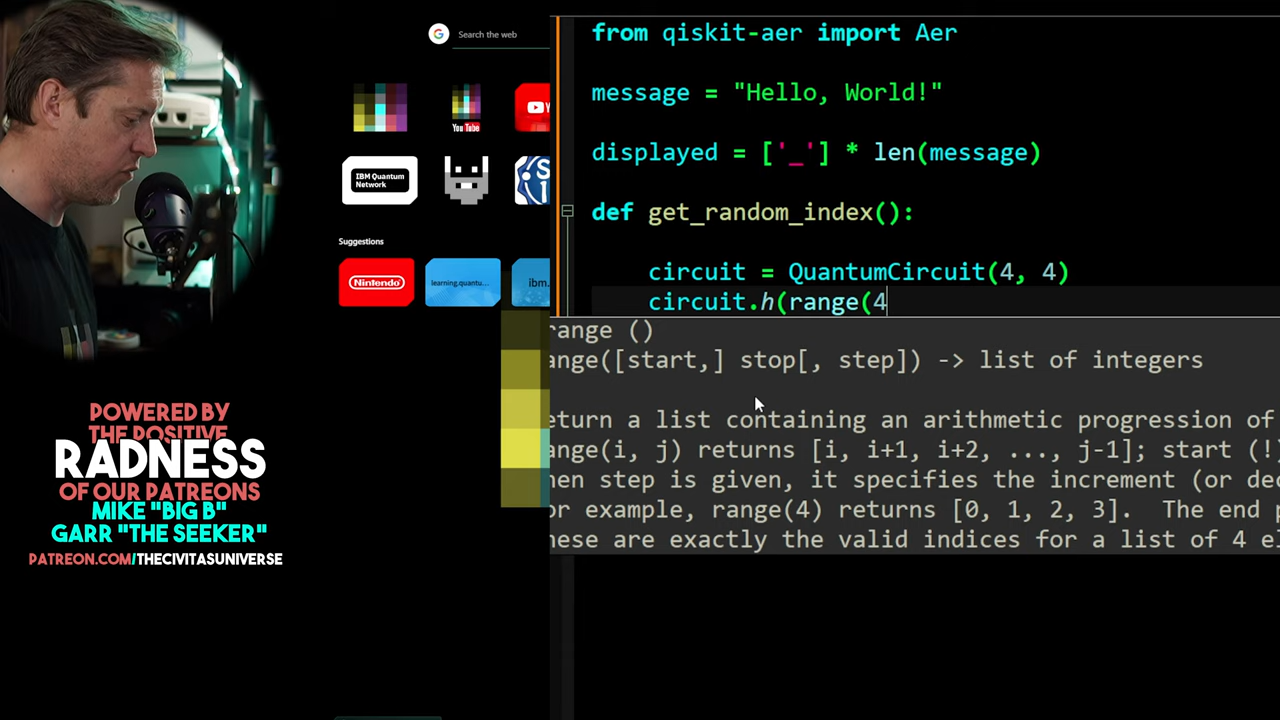 Search the web
You Tube
IBM Quantum
Network
Suggestions
Nintendo
learning.quantu...
ibm.
from qiskit-aer import Aer
message = "Hello, World!"
displayed = ['_'] * len(message)
def get_random_index():
circuit = QuantumCircuit(4, 4)
circuit.h(range(4
range ()
ange([start,] stop[, step]) -> list of integers
eturn a list containing an arithmetic progression of
ange(i, j) returns [i, i+1, i+2, ..., j-1]; start (!)
hen step is given, it specifies the increment (or dec
or example, range(4) returns [0, 1, 2, 3].  The end p
hese are exactly the valid indices for a list of 4 el
POWERED BY
THE POSITIVE
RADNESS
OF OUR PATREONS
MIKE "BIG B"
GARR "THE SEEKER"
PATREON.COM/THECIVITASUNIVERSE